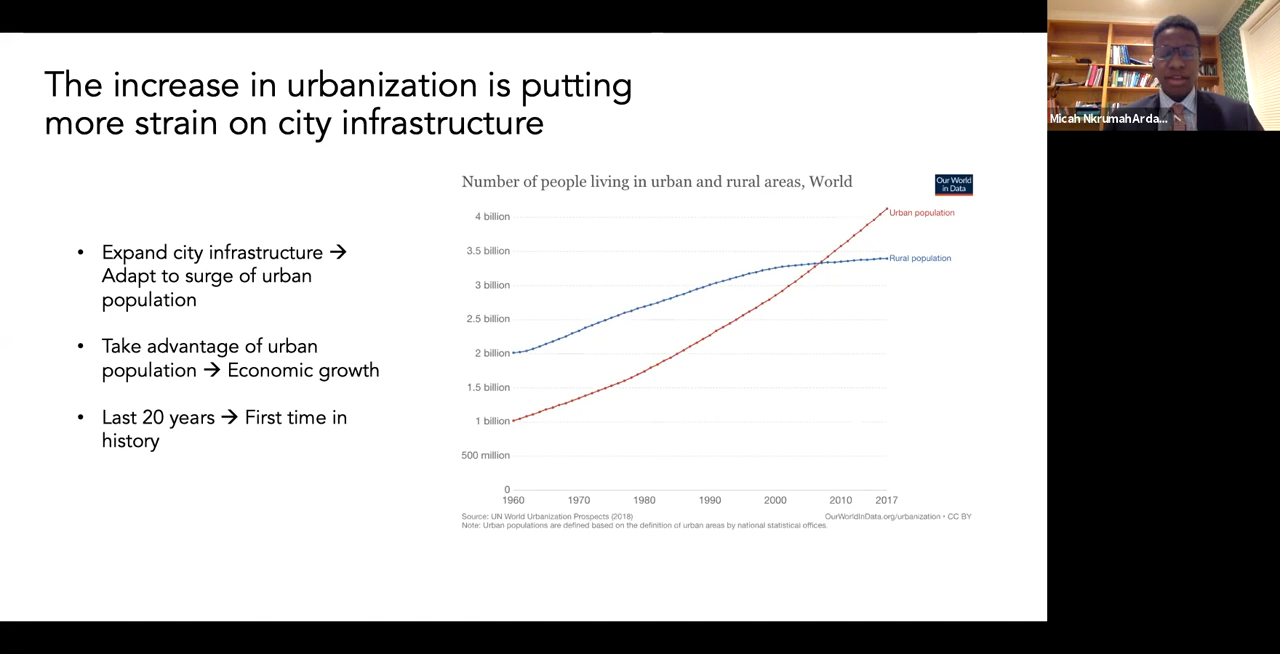 The increase in urbanization is putting
more strain on city infrastructure
• Expand city infrastructure →
Adapt to surge of urban
population
• Take advantage of urban
population → Economic growth
• Last 20 years → First time in
history
Number of people living in urban and rural areas, World
Our World
in Data
4 billion
3.5 billion
3 billion
2.5 billion
2 billion
1.5 billion
1 billion
500 million
0
Urban population
Rural population
1960 1970 1980 1990 2000 2010 2017
Source: UN World Urbanization Prospects (2018)
OurWorldInData.org/urbanization • CC BY
Note: Urban populations are defined based on the definition of urban areas by national statistical offices.
Micah NkrumahArda...